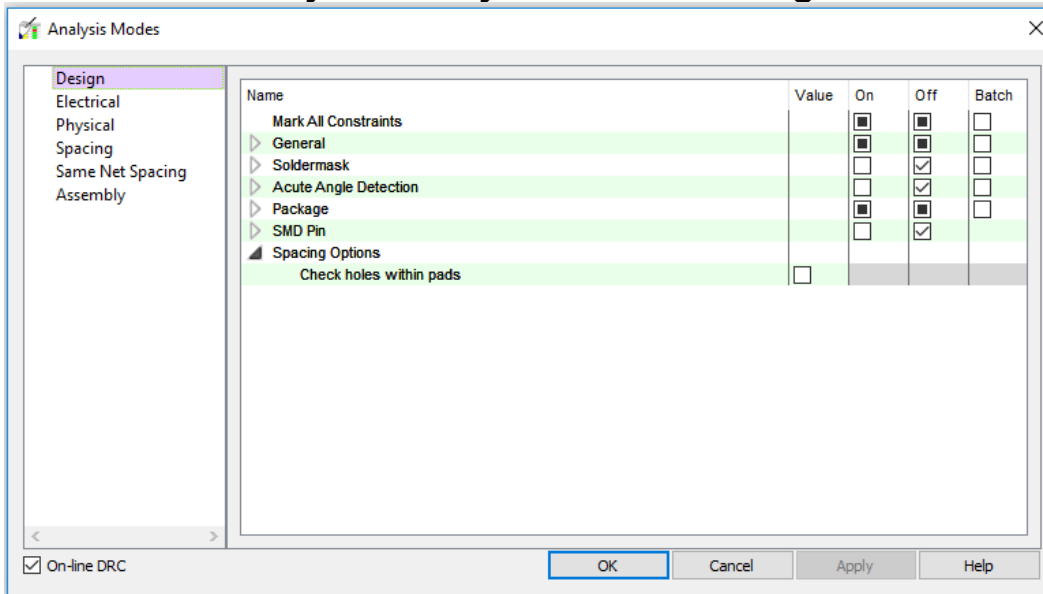 Analysis Modes
Design
Electrical
Physical
Spacing
Same Net Spacing
Assembly
Name Value On Off Batch
Mark All Constraints
General
Soldermask
Acute Angle Detection
Package
SMD Pin
Spacing Options
Check holes within pads
On-line DRC
OK Cancel Apply Help